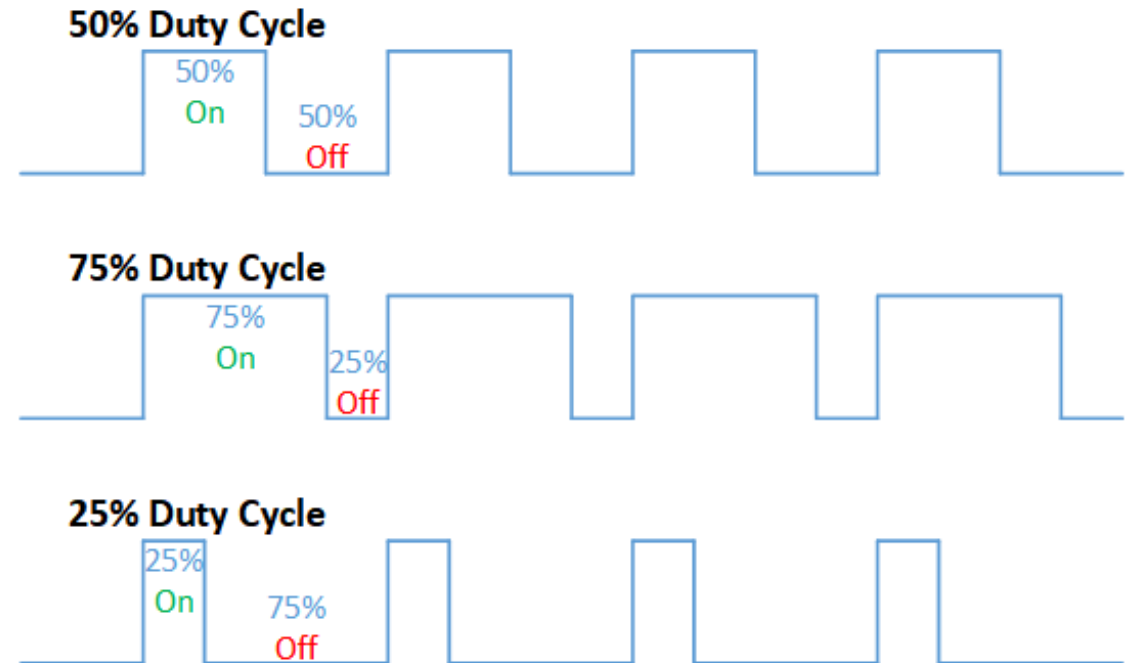 50% Duty Cycle
50%
On
50%
Off
75% Duty Cycle
75%
On
25%
Off
25% Duty Cycle
25%
On
75%
Off